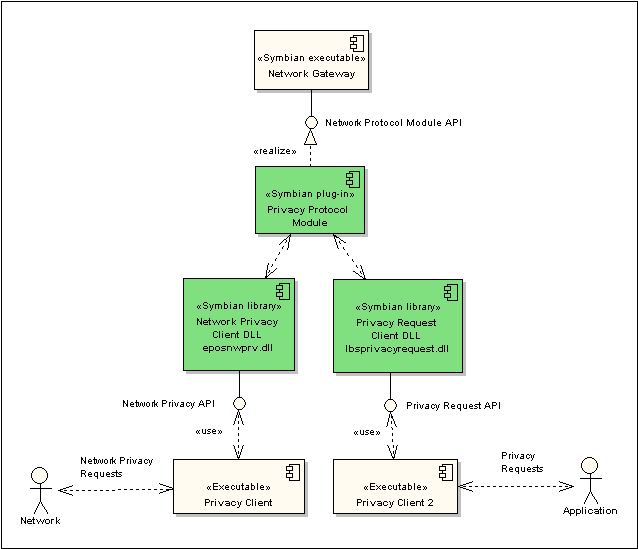 «Symbian executable»
Network Gateway
Network Protocol Module API
«realize»
«Symbian plug-in»
Privacy Protocol
Module
«Symbian library»
Network Privacy
Client DLL
eposnwprv.dll
«Symbian library»
Privacy Request
Client DLL
lbsprivacyrequest.dll
Network Privacy API
Privacy Request API
«use»
«use»
Network Privacy
Requests
Privacy
Requests
«Executable»
Privacy Client
«Executable»
Privacy Client 2
Network
Application